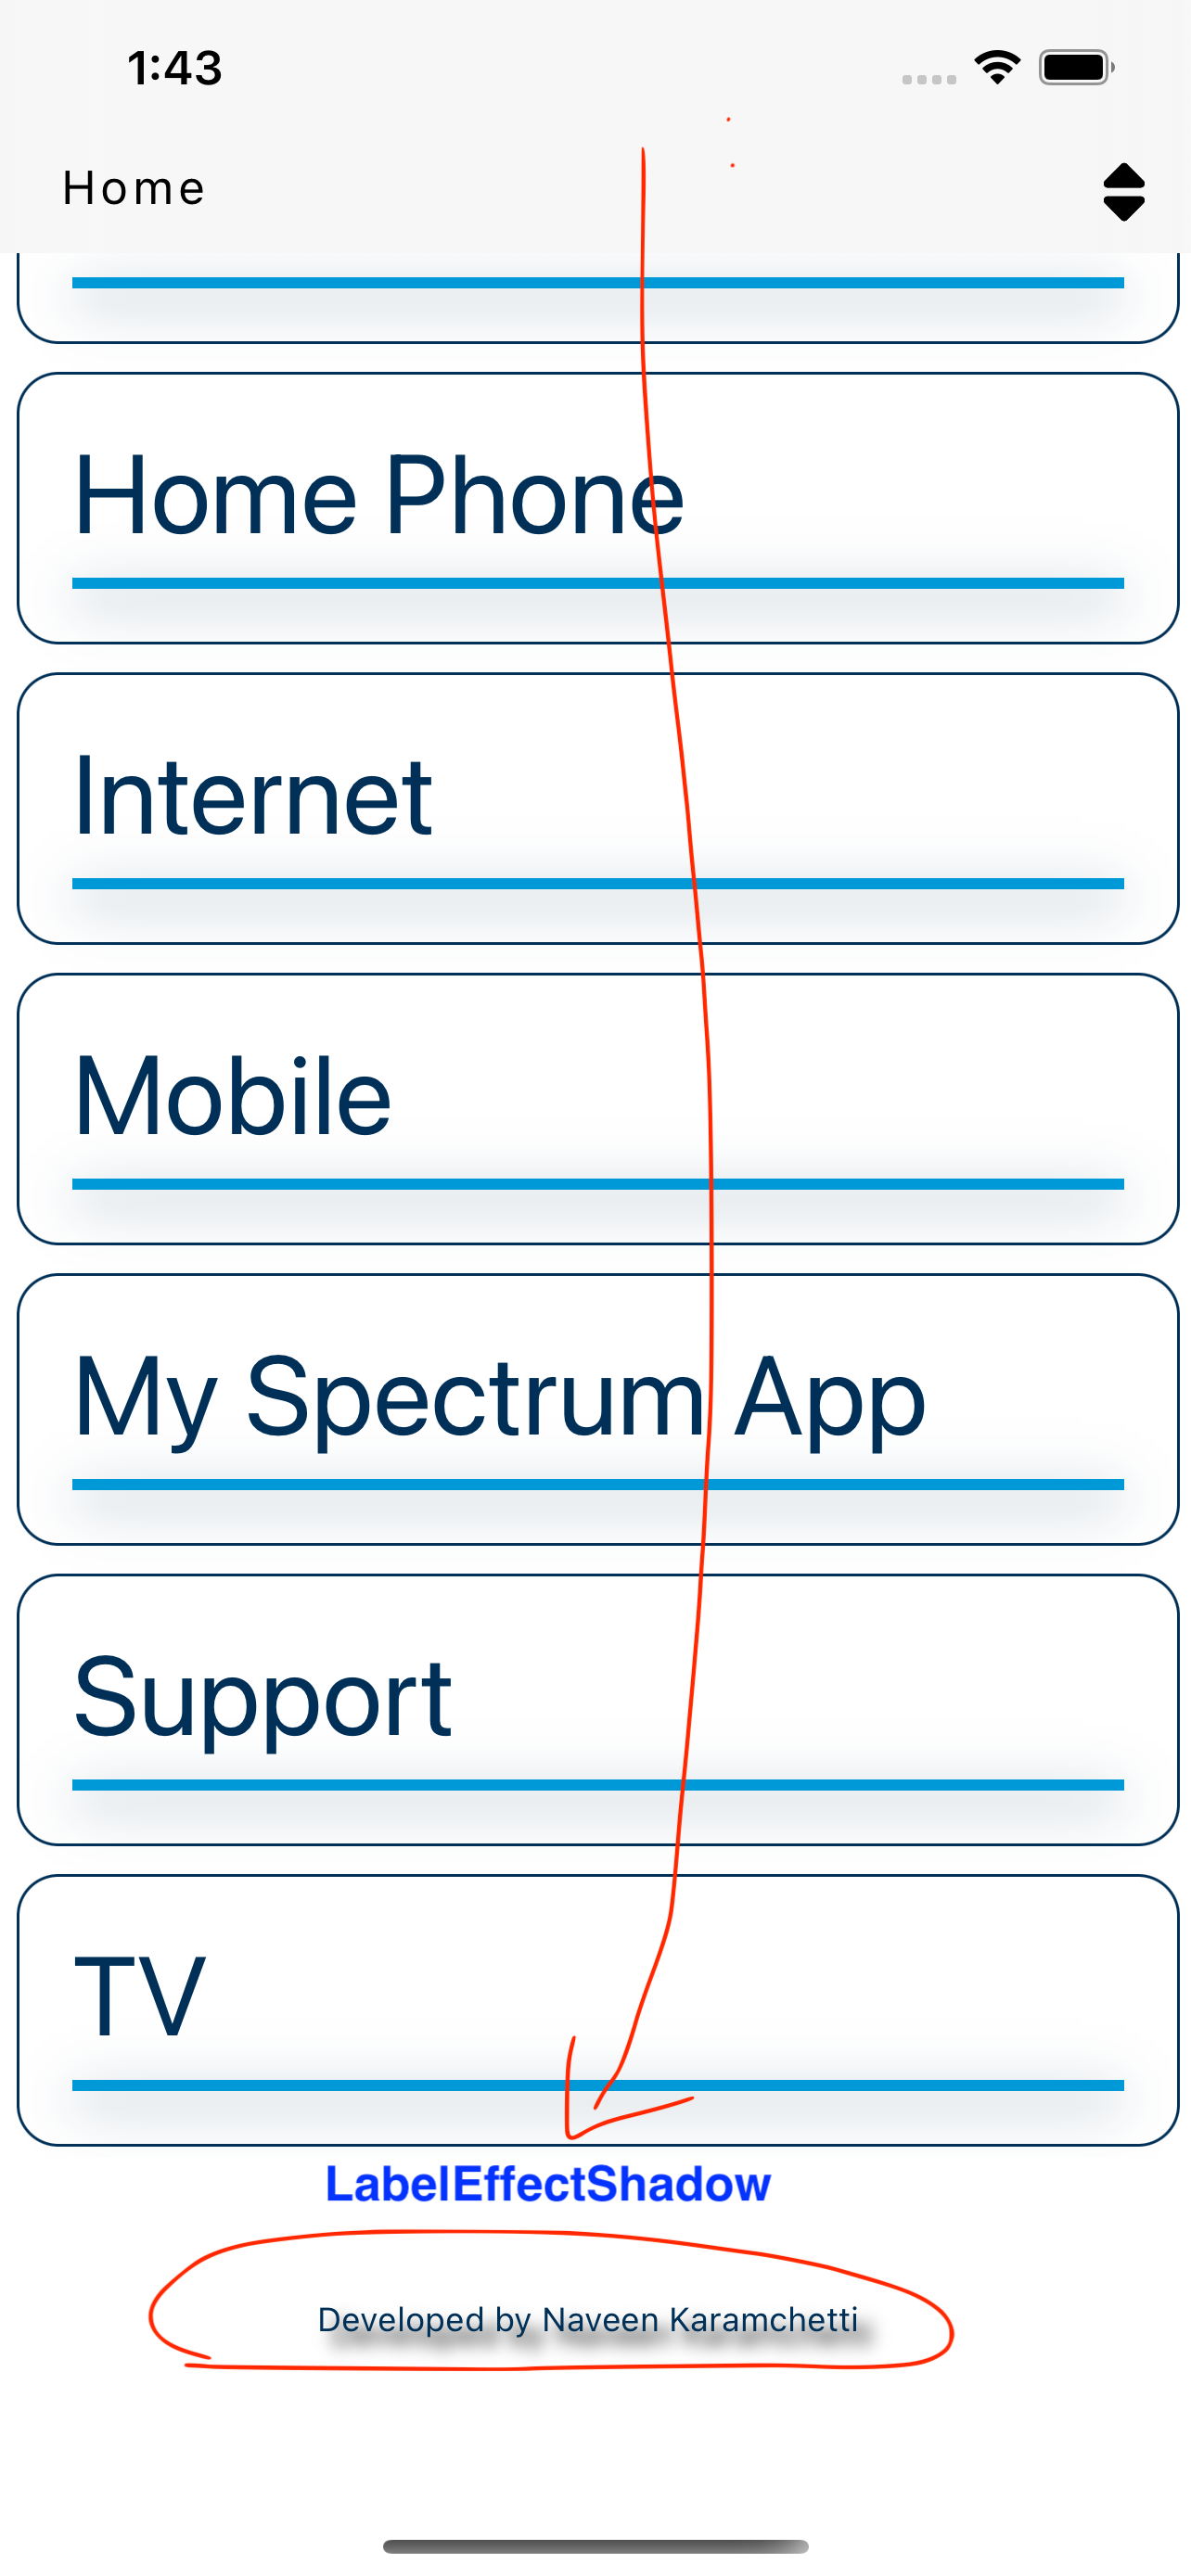 1:43
Home
Home Phone
Internet
Mobile
My Spectrum App
Support
TV
LabelEffectShadow
Developed by Naveen Karamchetti